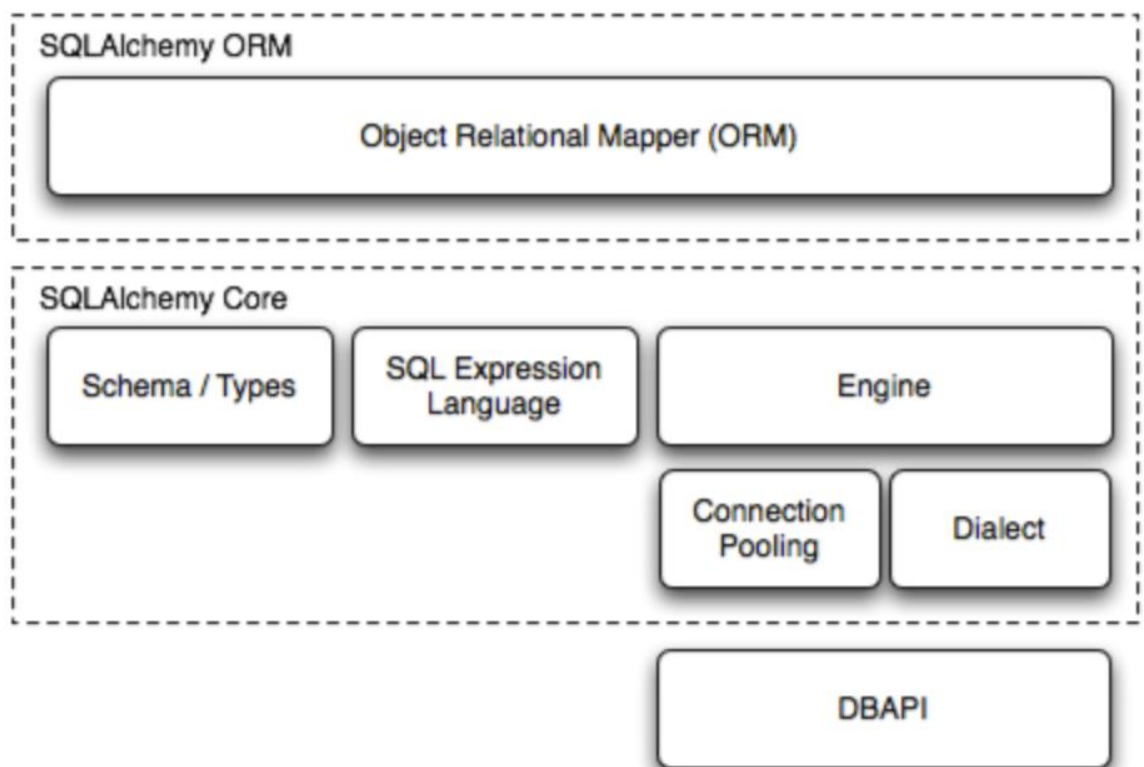 SQLAlchemy ORM
Object Relational Mapper (ORM)
SQLAlchemy Core
Schema / Types
SQL Expression
Language
Engine
Connection
Pooling
Dialect
DBAPI